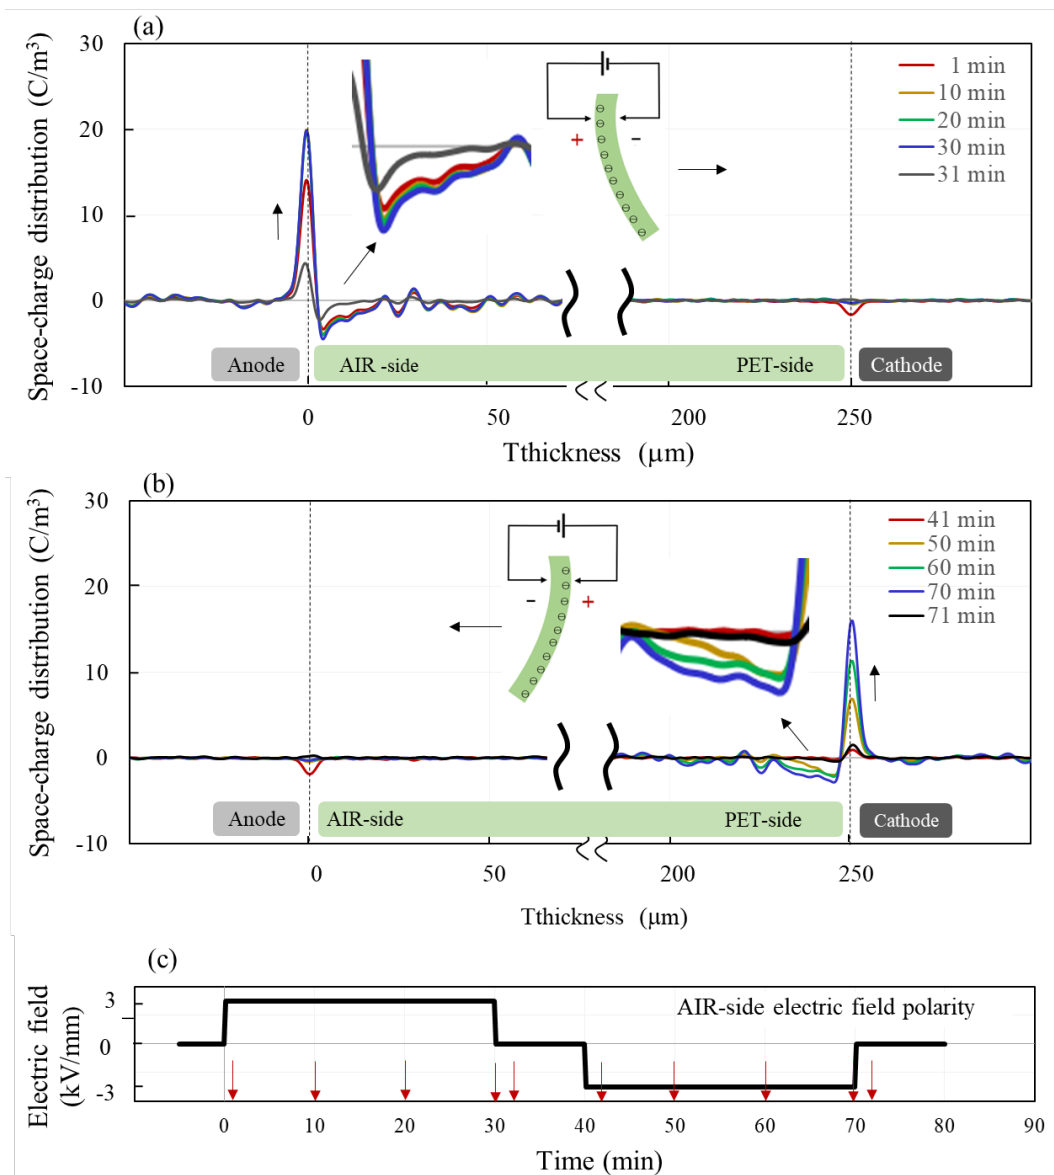 (a)
Space-charge distribution (C/m³)
30
20
10
0
-10
1 min
10 min
20 min
30 min
31 min
+ -
Anode AIR -side PET-side Cathode
0 50 200 250
Tthickness (μm)
(b)
Space-charge distribution (C/m³)
30
20
10
0
-10
41 min
50 min
60 min
70 min
71 min
- +
Anode AIR-side PET-side Cathode
0 50 200 250
Tthickness (μm)
(c)
Electric field
(kV/mm)
3
0
-3
AIR-side electric field polarity
0 10 20 30 40 50 60 70 80 90
Time (min)